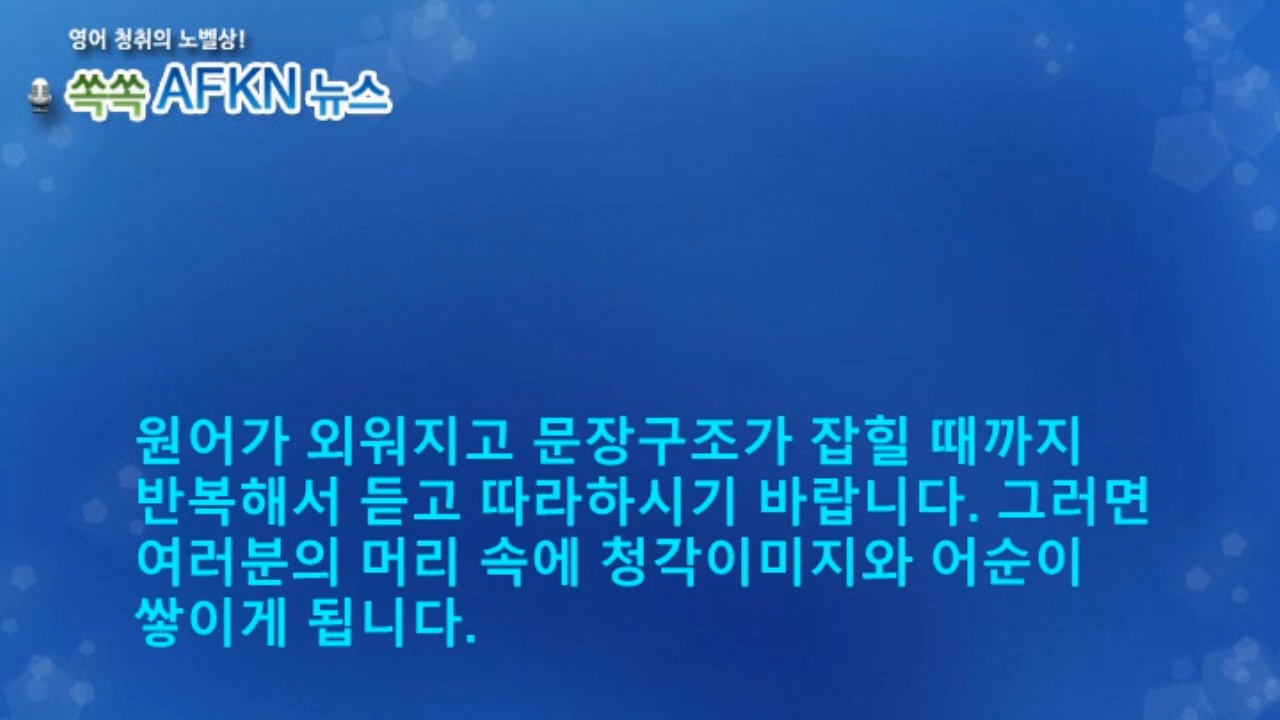 영어 청취의 노벨상!
쏙쏙 AFKN 뉴스
원어가 외워지고 문장구조가 잡힐 때까지
반복해서 듣고 따라하시기 바랍니다. 그러면
여러분의 머리 속에 청각이미지와 어순이
쌓이게 됩니다.